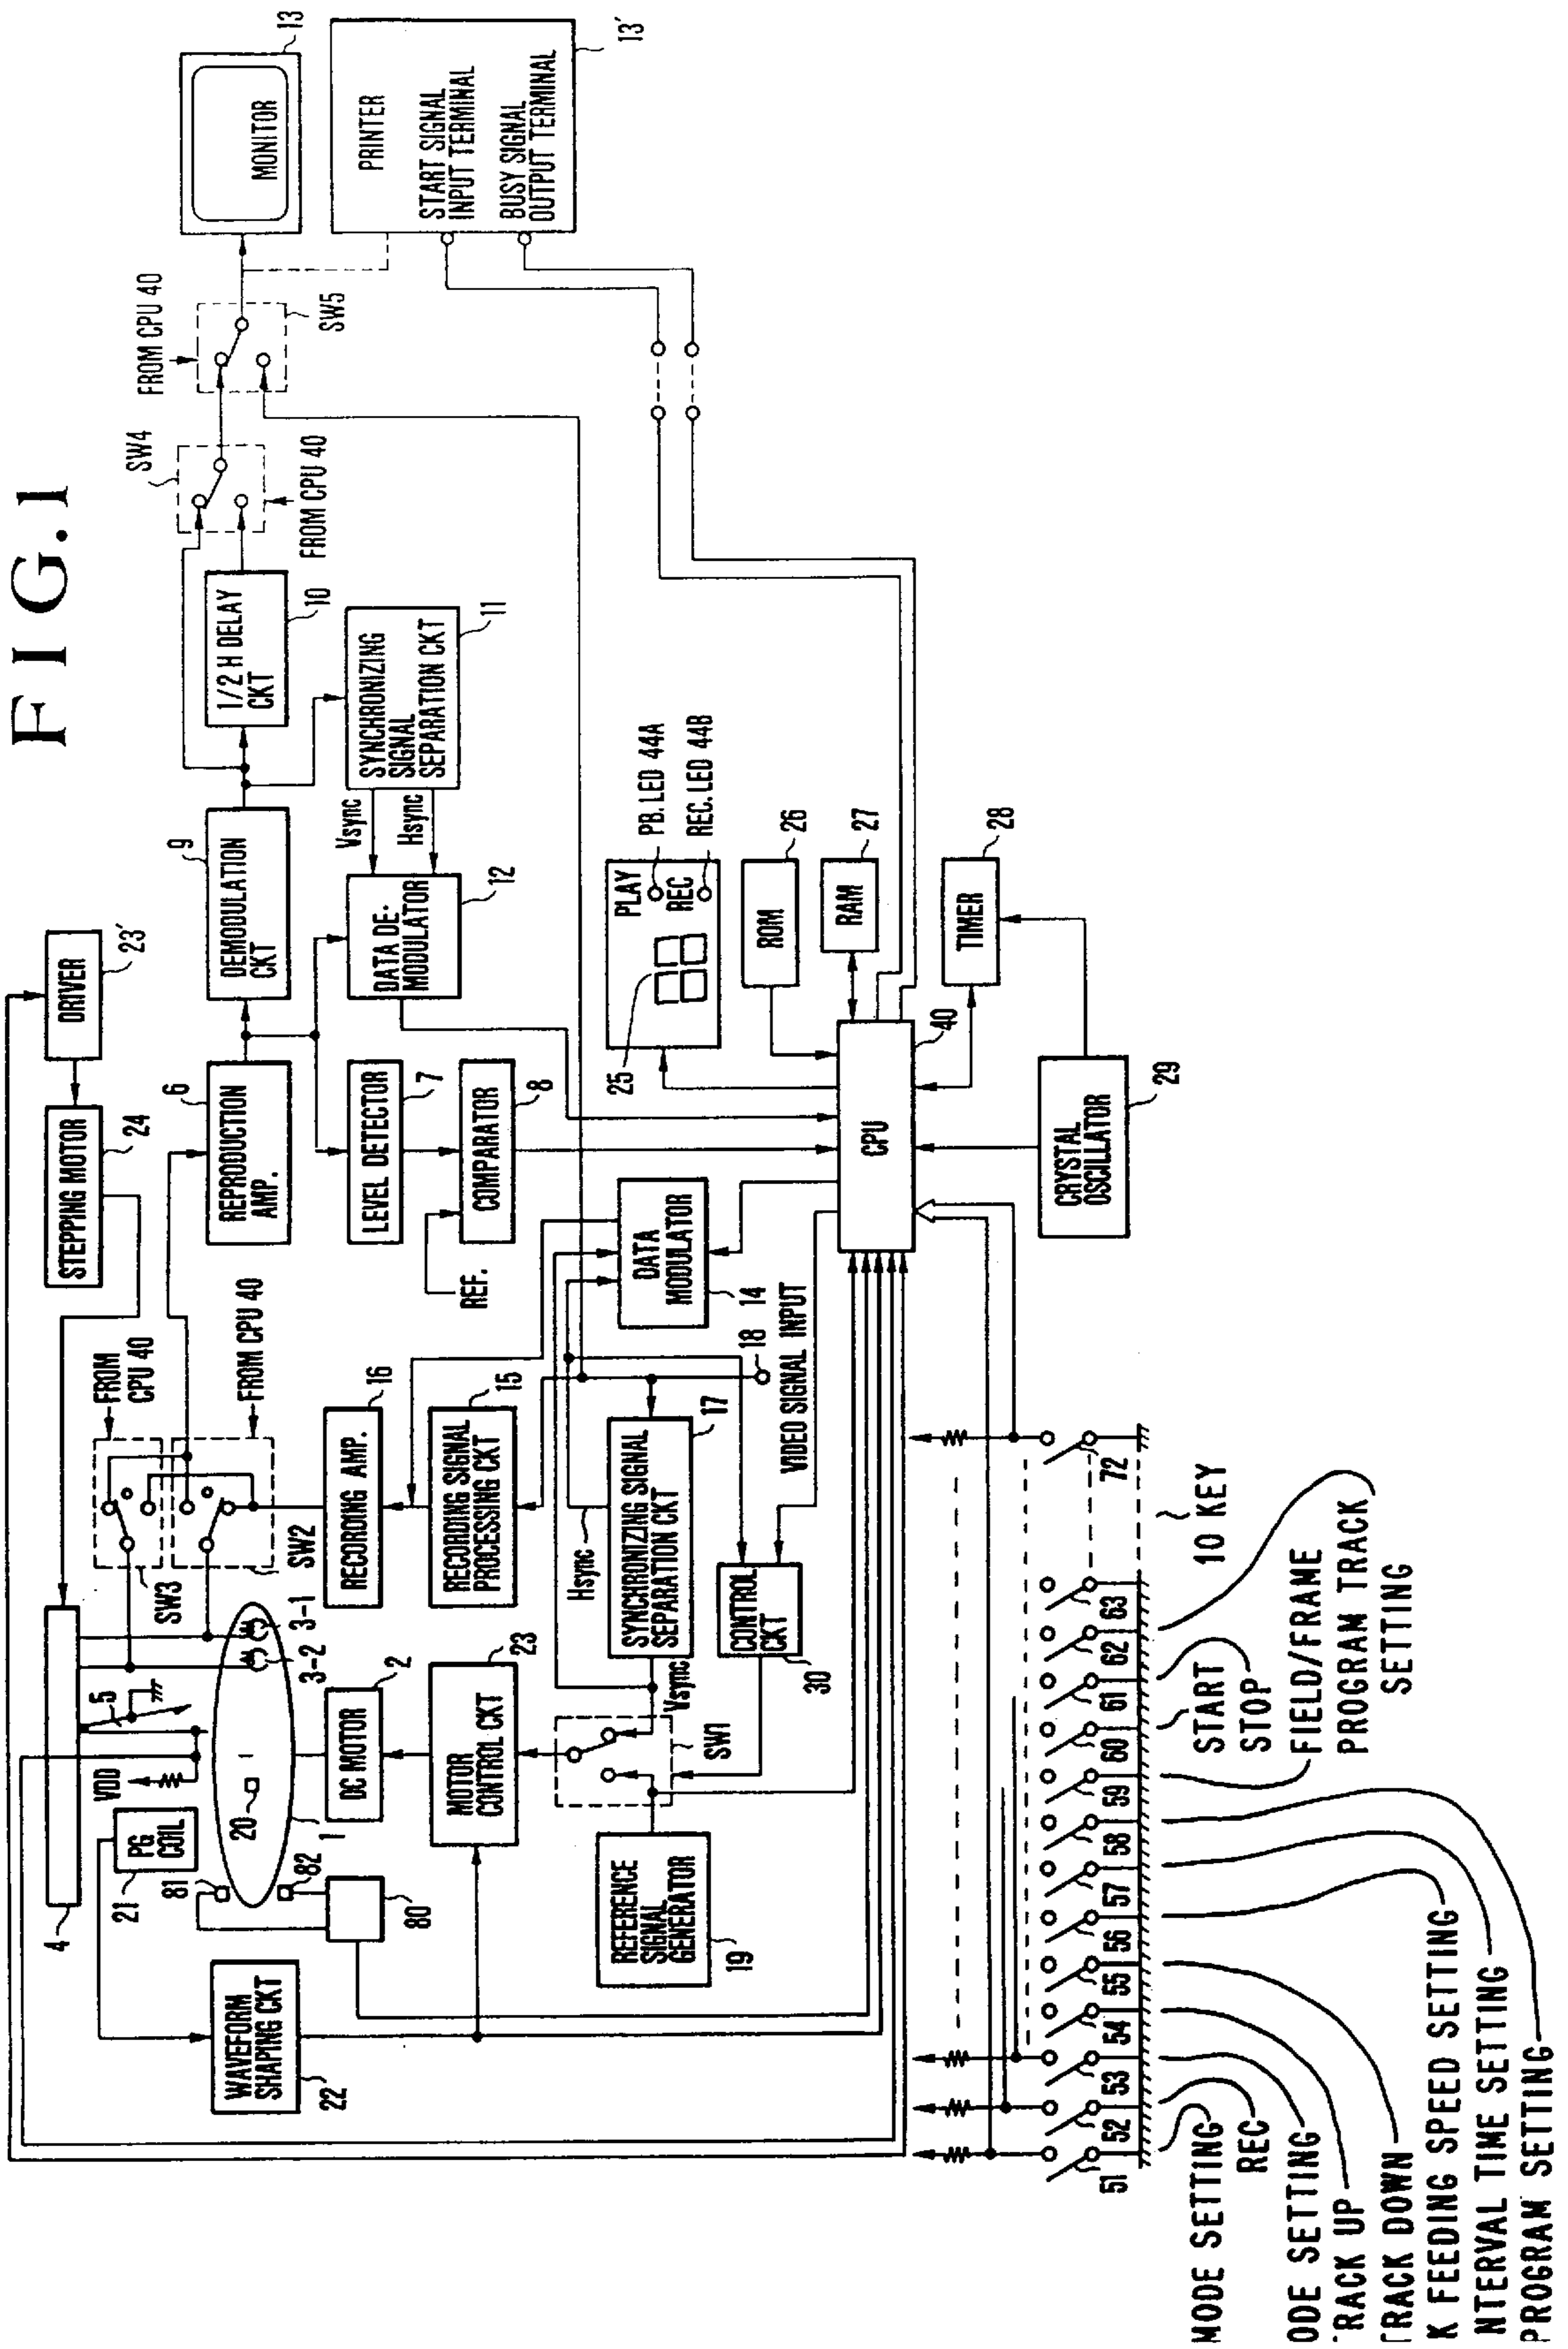 FIG.1
DRIVER
23'
STEPPING MOTOR
24
FROM
CPU 40
FROM CPU 40
SW3
SW2
4
5
VDD
PG
COIL
21
81
82
80
20
1
3-1
3-2
WAVEFORM
SHAPING CKT
22
DC MOTOR
2
MOTOR
CONTROL CKT
23
RECORDING AMP.
16
RECORDING SIGNAL
PROCESSING CKT
15
REPRODUCTION
AMP.
6
LEVEL DETECTOR
7
COMPARATOR
8
REF.
DEMODULATION
CKT
9
1/2 H DELAY
CKT
10
SYNCHRONIZING
SIGNAL
SEPARATION CKT
11
Vsync
Hsync
DATA DE-
MODULATOR
12
SW4
FROM CPU 40
FROM CPU 40
SW5
MONITOR
13
PRINTER
START SIGNAL
INPUT TERMINAL
BUSY SIGNAL
OUTPUT TERMINAL
13'
REFERENCE
SIGNAL
GENERATOR
19
SW1
Vsync
Hsync
SYNCHRONIZING SIGNAL
SEPARATION CKT
17
CONTROL
CKT
30
DATA
MODULATOR
14
18
VIDEO SIGNAL INPUT
25
PLAY
PB.LED 44A
REC
REC.LED 44B
ROM
26
RAM
27
TIMER
28
CPU
40
CRYSTAL
OSCILLATOR
29
51
52
53
54
55
56
57
58
59
60
61
62
63
72
10 KEY
MODE SETTING
REC
ODE SETTING
TRACK UP
TRACK DOWN
K FEEDING SPEED SETTING
NTERVAL TIME SETTING
PROGRAM SETTING
START
STOP
FIELD/FRAME
PROGRAM TRACK
SETTING